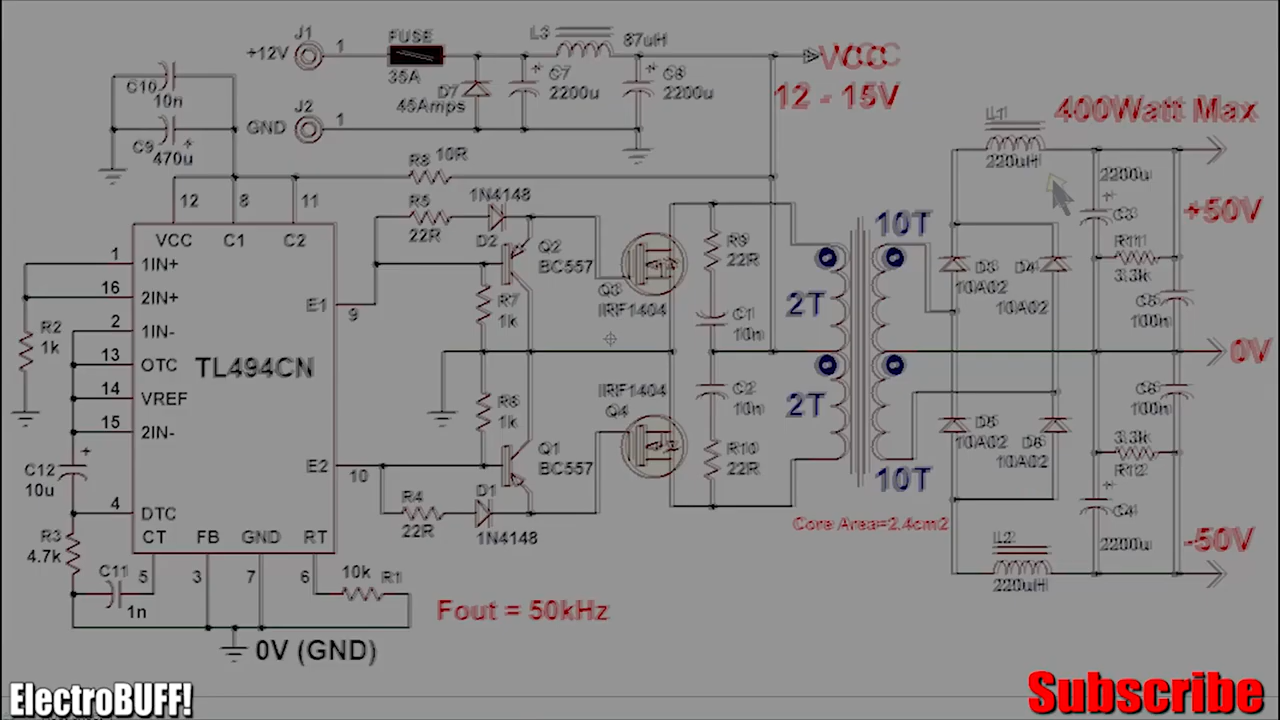 J1
+12V
1
FUSE
35A
L3
87uH
VCC
12 - 15V
C10
10n
C9
470u
J2
GND
1
D7
45Amps
C7
2200u
2200u
L1
220uH
400Watt Max
2200u
+50V
R8
10R
R5
22R
1N4148
D2
12
8
11
VCC
C1
C2
1
1IN+
16
2IN+
2
1IN-
13
OTC
14
VREF
15
2IN-
4
DTC
TL494CN
E1
9
E2
10
CT
FB
GND
RT
5
3
7
6
R2
1k
C12
10u
R3
4.7k
C11
1n
10k
R1
0V (GND)
Fout = 50kHz
Q2
BC557
R7
1k
R6
1k
Q1
BC557
R4
22R
D1
1N4148
Q3
IRF1404
IRF1404
Q4
R9
22R
C1
10n
C2
10n
R10
22R
2T
2T
10T
10T
Core Area=2.4cm2
D3
10A02
D4
10A02
D5
10A02
D6
10A02
C3
R11
3.3k
C5
100n
0V
100n
3.3k
R12
C4
2200u
-50V
L2
220uH
ElectroBUFF!
Subscribe